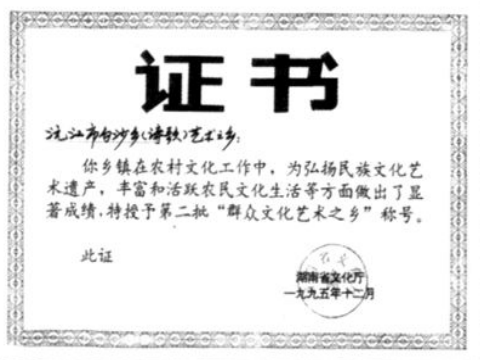 证书
沅江市白沙乡(诗歌)艺术之乡:
你乡镇在农村文化工作中，为弘扬民族文化艺
术遗产，丰富和活跃农民文化生活等方面做出了显
著成绩，特授予第二批“群众文化艺术之乡”称号。
此证
湖南省文化厅
一九九五年十二月